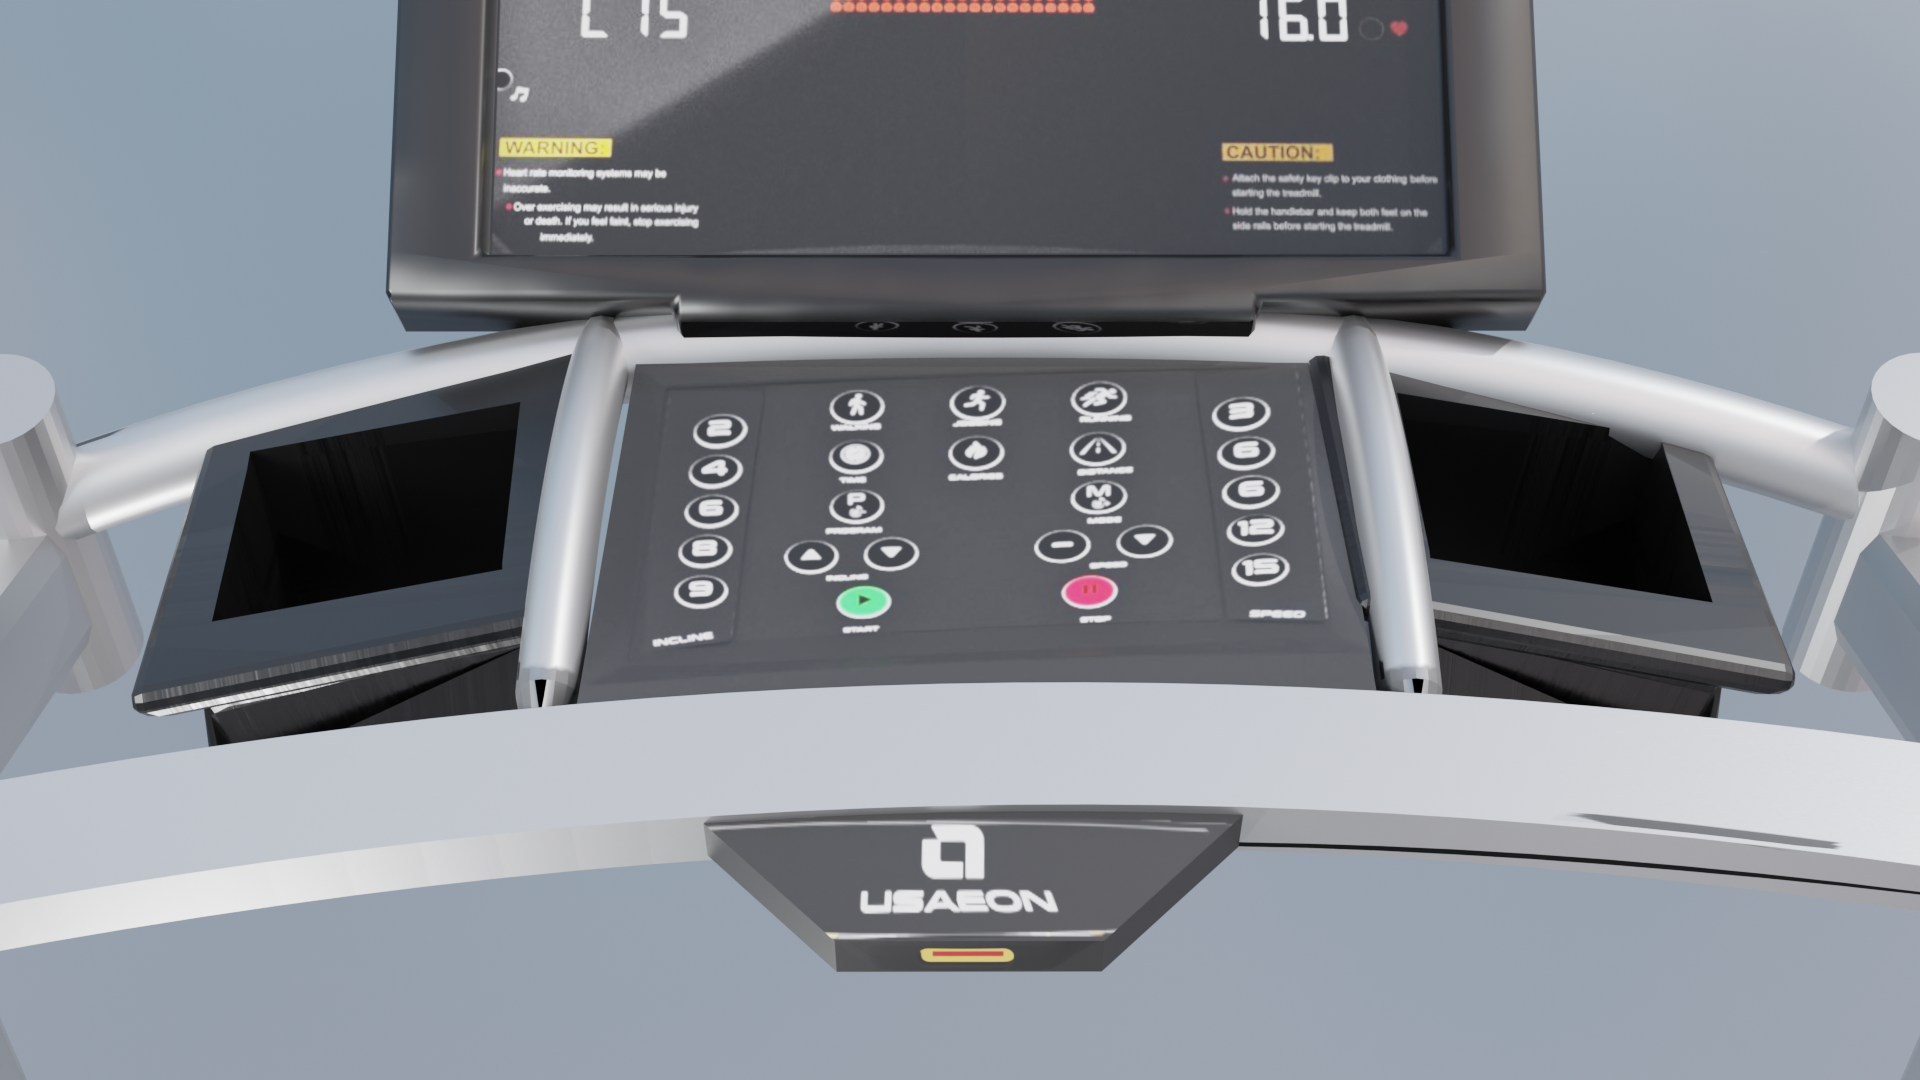 L 15
16.0
WARNING:
Heart rate monitoring systems may be
inaccurate.
Over exercising may result in serious injury
or death. If you feel faint, stop exercising
immediately.
CAUTION:
Attach the safety key clip to your clothing before
starting the treadmill.
Hold the handlebar and keep both feet on the
side rails before starting the treadmill.
2
4
6
8
9
INCLINE
WALKING
JOGGING
RUNNING
TIME
CALORIES
DISTANCE
P
PROGRAM
M
MODE
INCLINE
SPEED
START
STOP
3
6
6
12
15
SPEED
USAEON